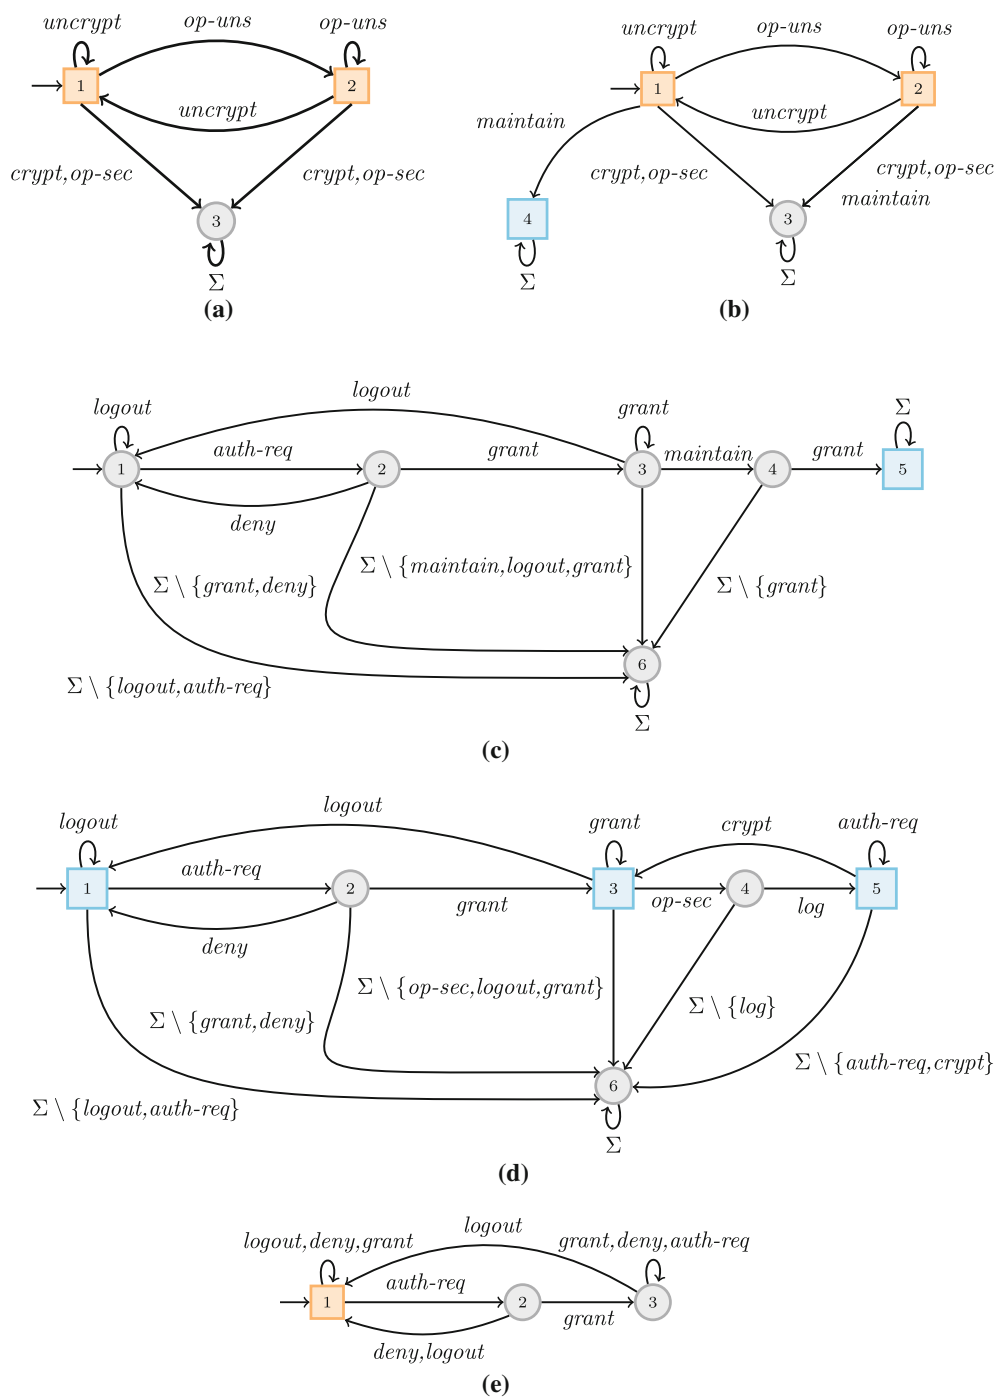 uncrypt
op-uns
op-uns
1
2
uncrypt
crypt,op-sec
crypt,op-sec
3
Σ
(a)
uncrypt
op-uns
op-uns
1
2
maintain
uncrypt
crypt,op-sec
crypt,op-sec
maintain
4
3
Σ
Σ
(b)
logout
logout
grant
Σ
auth-req
grant
maintain
grant
1
2
3
4
5
deny
Σ \ {grant,deny}
Σ \ {maintain,logout,grant}
Σ \ {grant}
6
Σ \ {logout,auth-req}
Σ
(c)
logout
logout
grant
crypt
auth-req
auth-req
1
2
3
4
5
grant
op-sec
log
deny
Σ \ {op-sec,logout,grant}
Σ \ {log}
Σ \ {grant,deny}
Σ \ {auth-req,crypt}
6
Σ \ {logout,auth-req}
Σ
(d)
logout
logout,deny,grant
grant,deny,auth-req
auth-req
1
2
3
grant
deny,logout
(e)